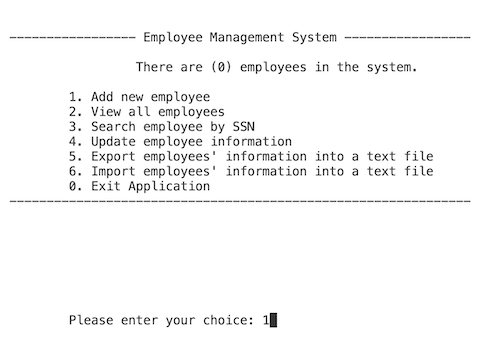 ----------------- Employee Management System -----------------
There are (0) employees in the system.
1. Add new employee
2. View all employees
3. Search employee by SSN
4. Update employee information
5. Export employees' information into a text file
6. Import employees' information into a text file
0. Exit Application
--------------------------------------------------------------
Please enter your choice: 1